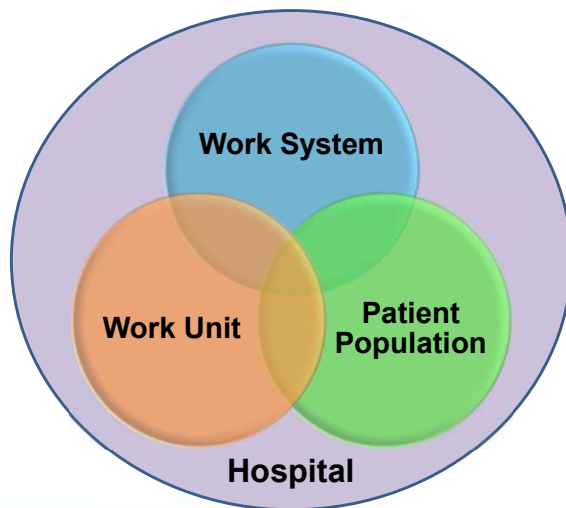 Work System
Work Unit
Patient
Population
Hospital